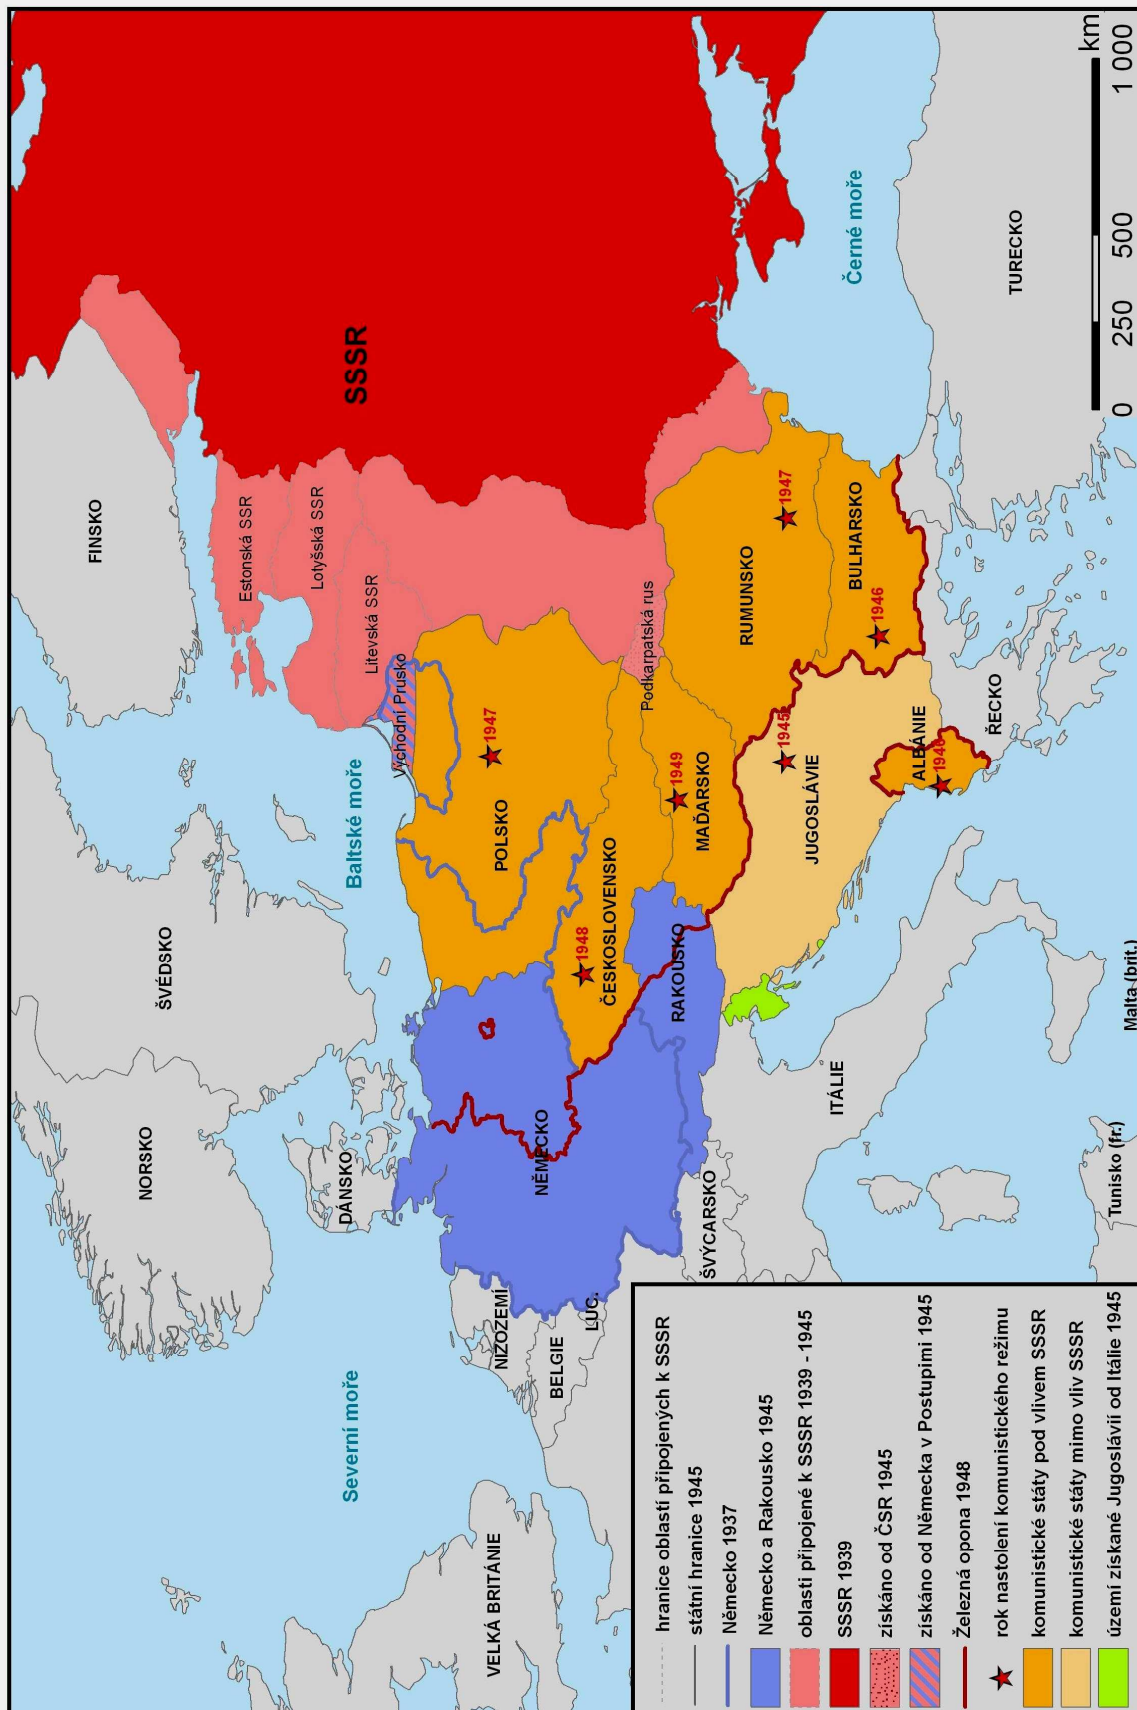 SSSR
FINSKO
Estonská SSR
Lotyšská SSR
Litevská SSR
Východní Prusko
Baltské moře
ŠVÉDSKO
NORSKO
DÁNSKO
Severní moře
VELKÁ BRITÁNIE
NIZOZEMÍ
BELGIE
LUC.
NĚMECKO
POLSKO
1947
ČESKOSLOVENSKO
1948
Podkarpatská rus
RAKOUSKO
MAĎARSKO
1949
ŠVÝCARSKO
RUMUNSKO
1947
BULHARSKO
1946
JUGOSLÁVIE
1945
ALBÁNIE
1946
ŘECKO
ITÁLIE
TURECKO
Černé moře
Tunisko (fr.)
Malta (brit.)
0 250 500 1 000
km
hranice oblastí připojených k SSSR
státní hranice 1945
Německo 1937
Německo a Rakousko 1945
oblasti připojené k SSSR 1939 - 1945
SSSR 1939
získáno od ČSR 1945
získáno od Německa v Postupimi 1945
Železná opona 1948
rok nastolení komunistického režimu
komunistické státy pod vlivem SSSR
komunistické státy mimo vliv SSSR
území získané Jugoslávií od Itálie 1945